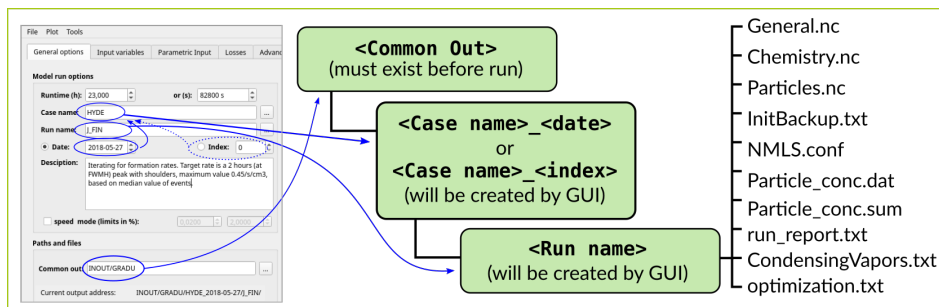 File Plot Tools
General options Input variables Parametric Input Losses Advanc
Model run options
Runtime (h): 23,000 or (s): 82800 s
Case name: HYDE ...
Run name: J_FIN
Date: 2018-05-27 Index: 0
Desciption: Iterating for formation rates. Target rate is a 2 hours (at
FWMH) peak with shoulders, maximum value 0.45/s/cm3,
based on median value of events.
speed mode (limits in %): 0,0200 2,0000
Paths and files
Common out: INOUT/GRADU ...
Current output address: INOUT/GRADU/HYDE_2018-05-27/J_FIN/
<Common Out>
(must exist before run)
<Case name>_<date>
or
<Case name>_<index>
(will be created by GUI)
<Run name>
(will be created by GUI)
General.nc
Chemistry.nc
Particles.nc
InitBackup.txt
NMLS.conf
Particle_conc.dat
Particle_conc.sum
run_report.txt
CondensingVapors.txt
optimization.txt